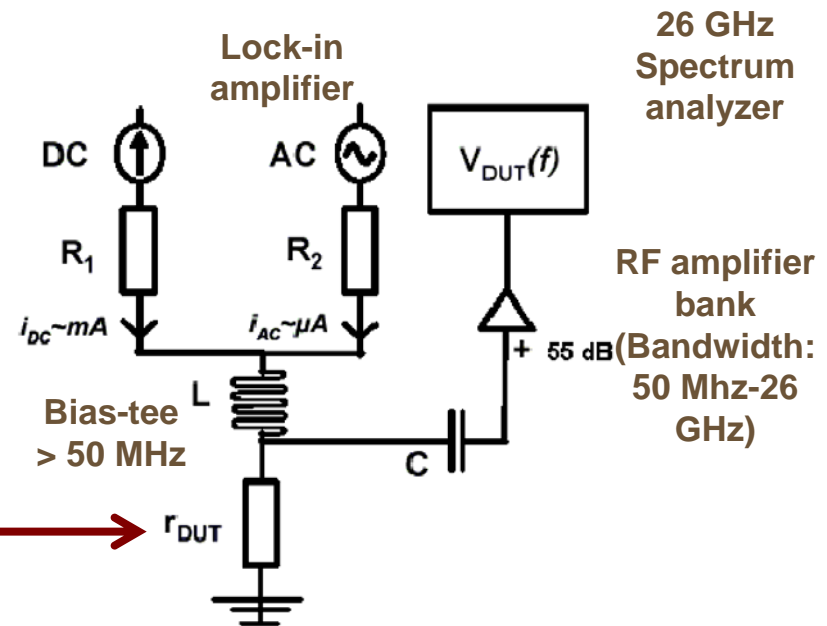 Lock-in
amplifier
26 GHz
Spectrum
analyzer
DC
AC
V_DUT(f)
R_1
R_2
i_DC~mA
i_AC~µA
+ 55 dB
RF amplifier
bank
(Bandwidth:
50 Mhz-26
GHz)
L
Bias-tee
> 50 MHz
C
r_DUT